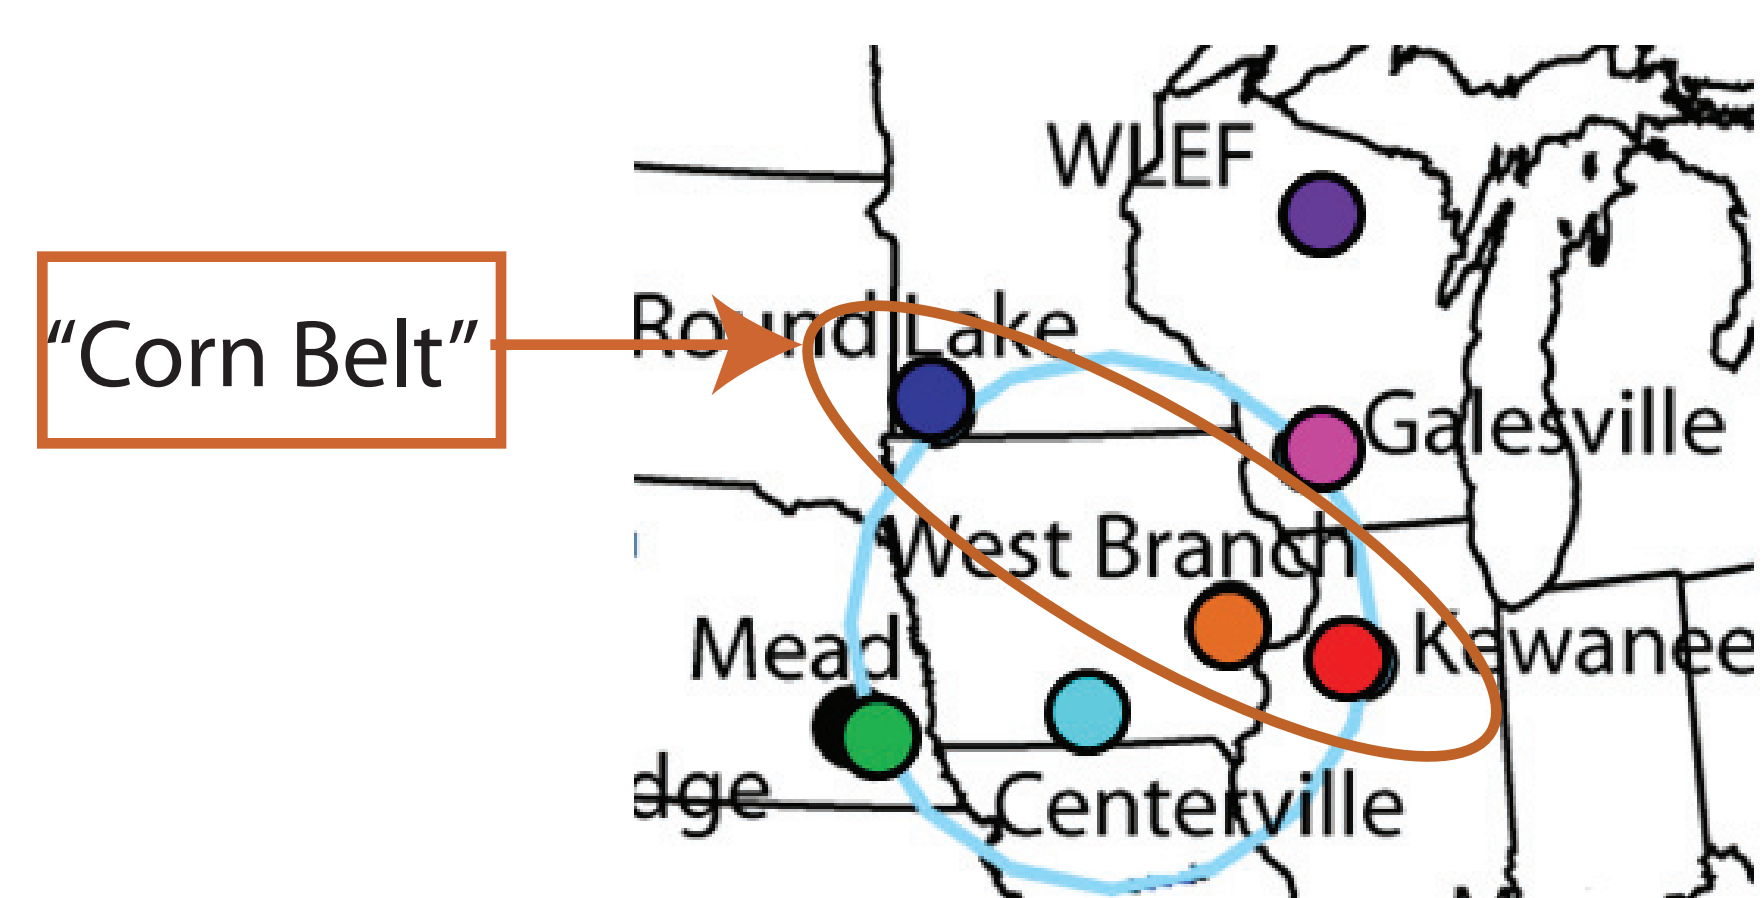 WLEF
Round Lake
“Corn Belt”
Galesville
West Branch
Mead
Kewanee
dge
Centerville